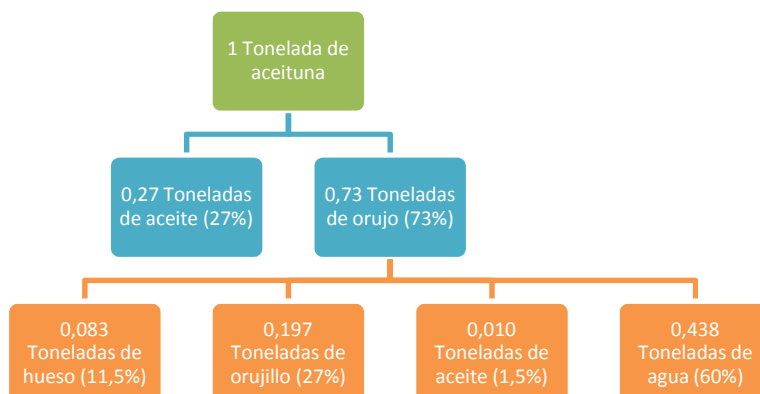 1 Tonelada de
aceituna
0,27 Toneladas
de aceite (27%)
0,73 Toneladas
de orujo (73%)
0,083
Toneladas de
hueso (11,5%)
0,197
Toneladas de
orujillo (27%)
0,010
Toneladas de
aceite (1,5%)
0,438
Toneladas de
agua (60%)